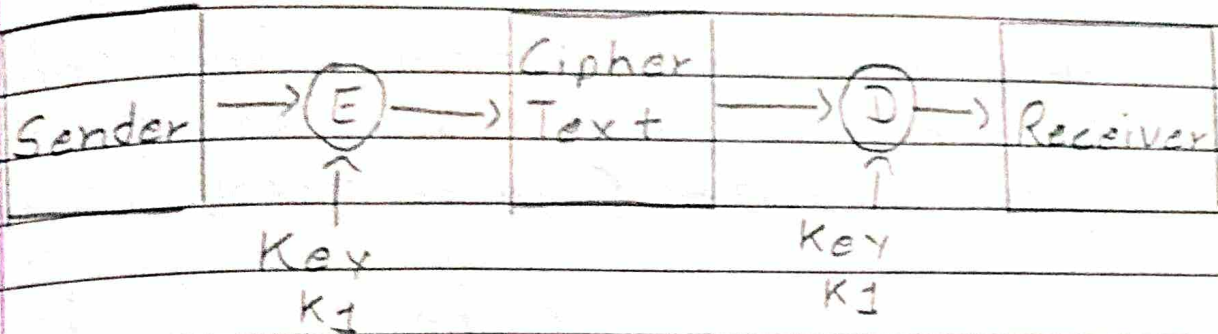 Sender
E
Cipher
Text
D
Receiver
Key
K1
Key
K1